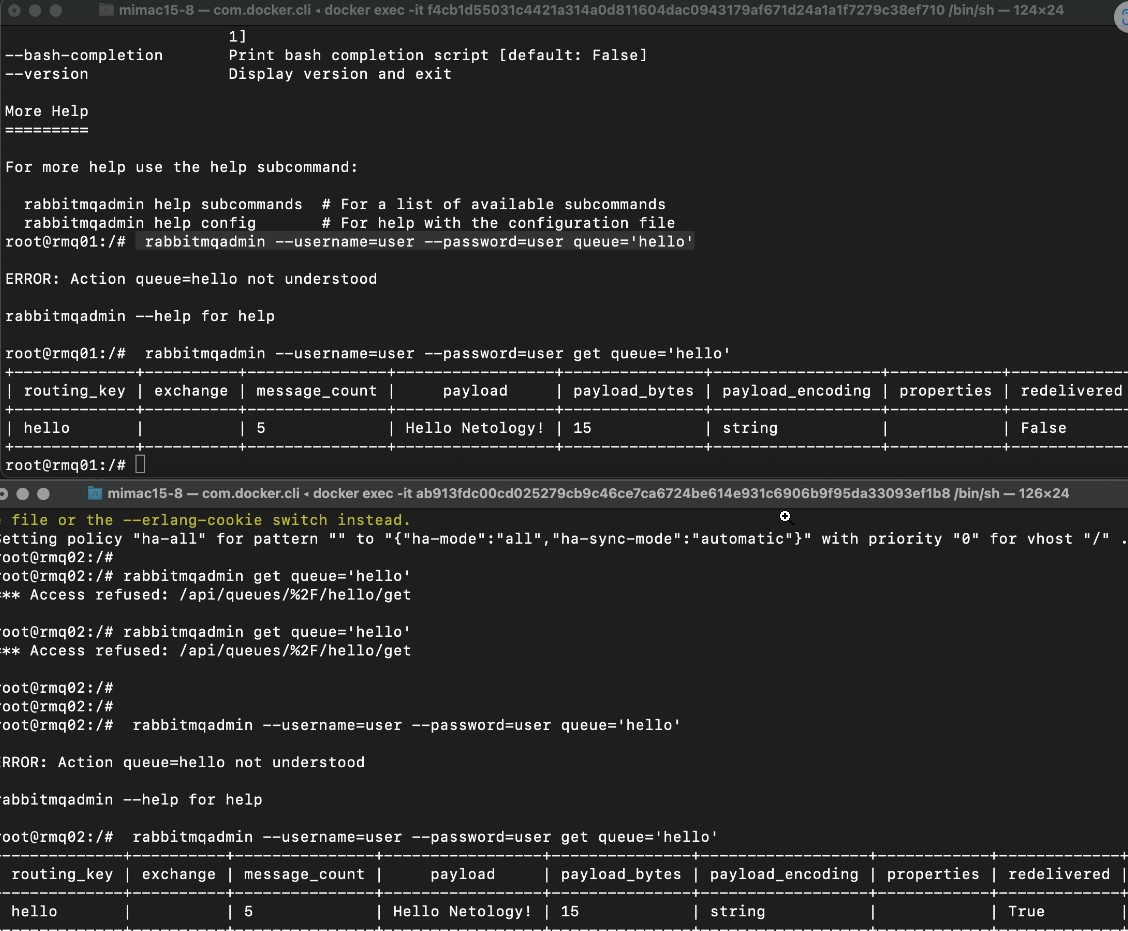 mimac15-8 — com.docker.cli ◂ docker exec -it f4cb1d55031c4421a314a0d811604dac0943179af671d24a1a1f7279c38ef710 /bin/sh — 124×24
1]
--bash-completion       Print bash completion script [default: False]
--version               Display version and exit
More Help
=========
For more help use the help subcommand:
  rabbitmqadmin help subcommands  # For a list of available subcommands
  rabbitmqadmin help config       # For help with the configuration file
root@rmq01:/#  rabbitmqadmin --username=user --password=user queue='hello'
ERROR: Action queue=hello not understood
rabbitmqadmin --help for help
root@rmq01:/#  rabbitmqadmin --username=user --password=user get queue='hello'
| routing_key | exchange | message_count |    payload      | payload_bytes | payload_encoding | properties | redelivered
| hello       |          | 5             | Hello Netology! | 15            | string           |            | False
root@rmq01:/#
mimac15-8 — com.docker.cli ◂ docker exec -it ab913fdc00cd025279cb9c46ce7ca6724be614e931c6906b9f95da33093ef1b8 /bin/sh — 126×24
file or the --erlang-cookie switch instead.
Setting policy "ha-all" for pattern "" to "{"ha-mode":"all","ha-sync-mode":"automatic"}" with priority "0" for vhost "/" .
root@rmq02:/#
root@rmq02:/# rabbitmqadmin get queue='hello'
*** Access refused: /api/queues/%2F/hello/get
root@rmq02:/# rabbitmqadmin get queue='hello'
*** Access refused: /api/queues/%2F/hello/get
root@rmq02:/#
root@rmq02:/#
root@rmq02:/#  rabbitmqadmin --username=user --password=user queue='hello'
ERROR: Action queue=hello not understood
rabbitmqadmin --help for help
root@rmq02:/#  rabbitmqadmin --username=user --password=user get queue='hello'
routing_key | exchange | message_count |    payload      | payload_bytes | payload_encoding | properties | redelivered |
hello       |          | 5             | Hello Netology! | 15            | string           |            | True        |